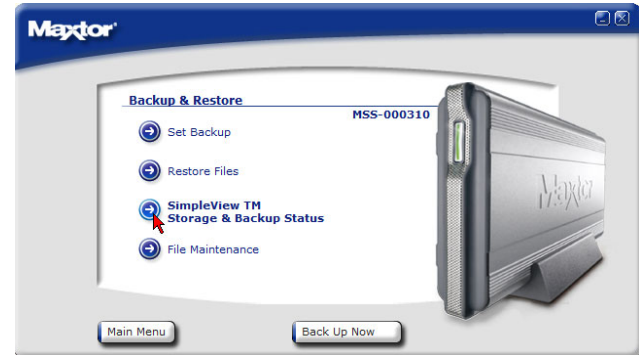 Maxtor
Backup & Restore
MSS-000310
Set Backup
Restore Files
SimpleView TM
Storage & Backup Status
File Maintenance
Maxtor
Main Menu
Back Up Now